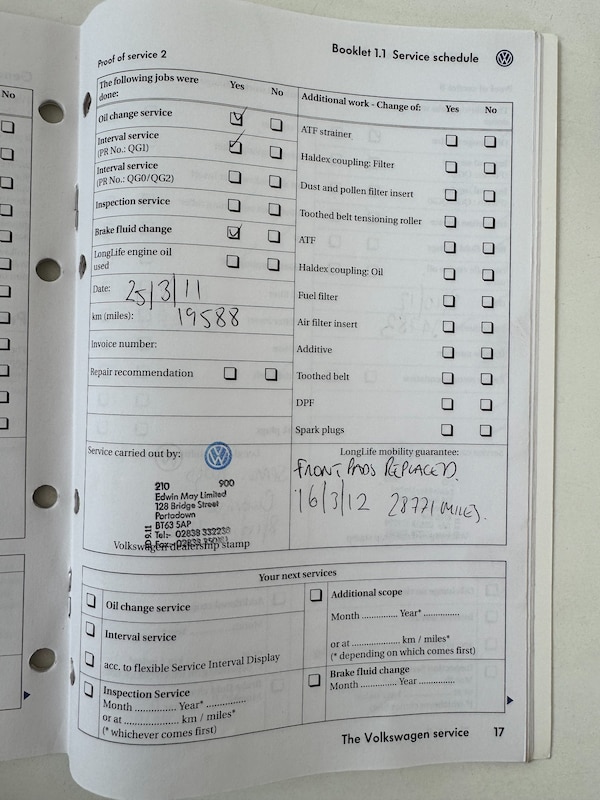 No
Proof of service 2
Booklet 1.1 Service schedule
The following jobs were done:
Yes
No
Oil change service
Interval service
(PR No.: QG1)
Interval service
(PR No.: QG0/QG2)
Inspection service
Brake fluid change
LongLife engine oil
used
Date: 25/3/11
km (miles): 19588
Invoice number:
Repair recommendation
Additional work - Change of:
Yes
No
ATF strainer
Haldex coupling: Filter
Dust and pollen filter insert
Toothed belt tensioning roller
ATF
Haldex coupling: Oil
Fuel filter
Air filter insert
Additive
Toothed belt
DPF
Spark plugs
Service carried out by:
210 900
Edwin May Limited
128 Bridge Street
Portadown
BT63 5AP
Tel:- 02838 332238
Fax:-
Volkswagen dealership stamp
LongLife mobility guarantee:
FRONT PADS REPLACED.
16/3/12 28771 MILES.
Your next services
Oil change service
Interval service
acc. to flexible Service Interval Display
Inspection Service
Month .............. Year* ..............
or at .................... km / miles*
(* whichever comes first)
Additional scope
Month ............. Year* .............
or at .................... km / miles*
(* depending on which comes first)
Brake fluid change
Month ............. Year .............
The Volkswagen service 17